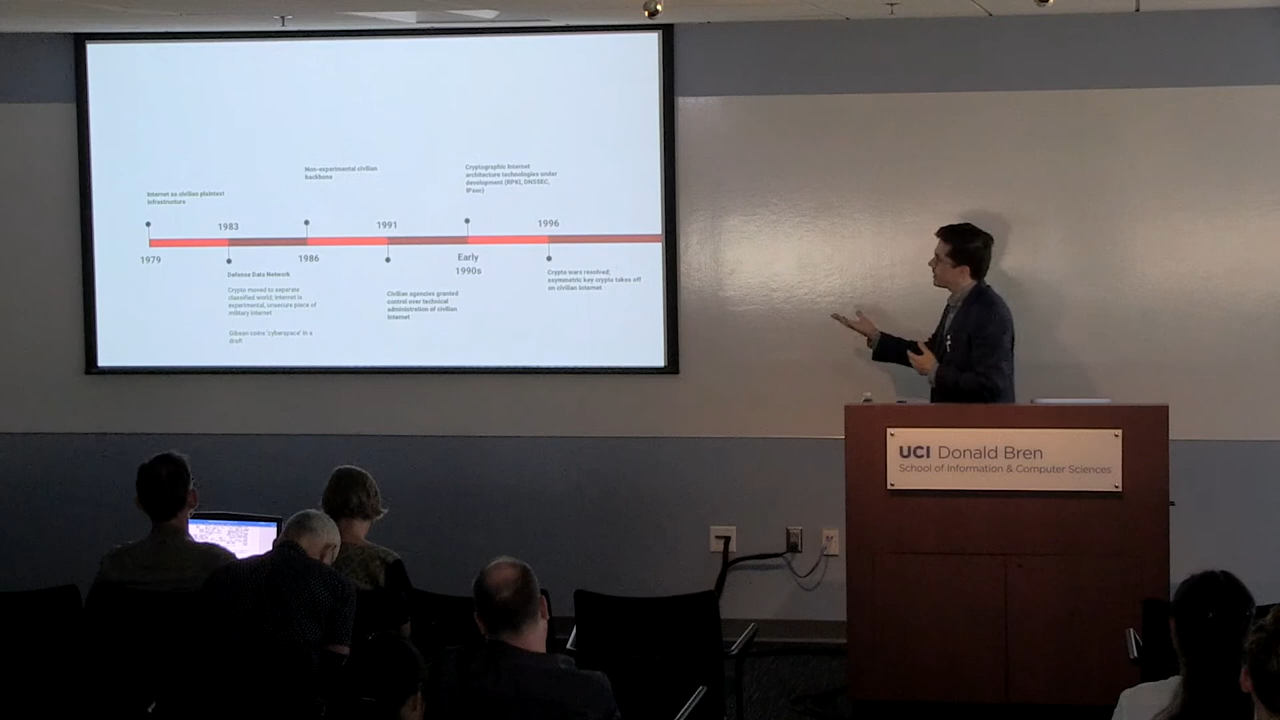 Non-experimental civilian
backbone
Cryptographic Internet
architecture technologies under
development (RPKI, DNSSEC,
IPsec)
Internet as civilian plaintext
infrastructure
1983
1991
1996
1979
1986
Early
1990s
Defense Data Network
Crypto moved to separate
classified world; Internet is
experimental, unsecure piece of
military internet
Gibson coins 'cyberspace' in a
draft
Civilian agencies granted
control over technical
administration of civilian
Internet
Crypto wars resolved;
asymmetric key crypto takes off
on civilian internet
UCI Donald Bren
School of Information & Computer Sciences